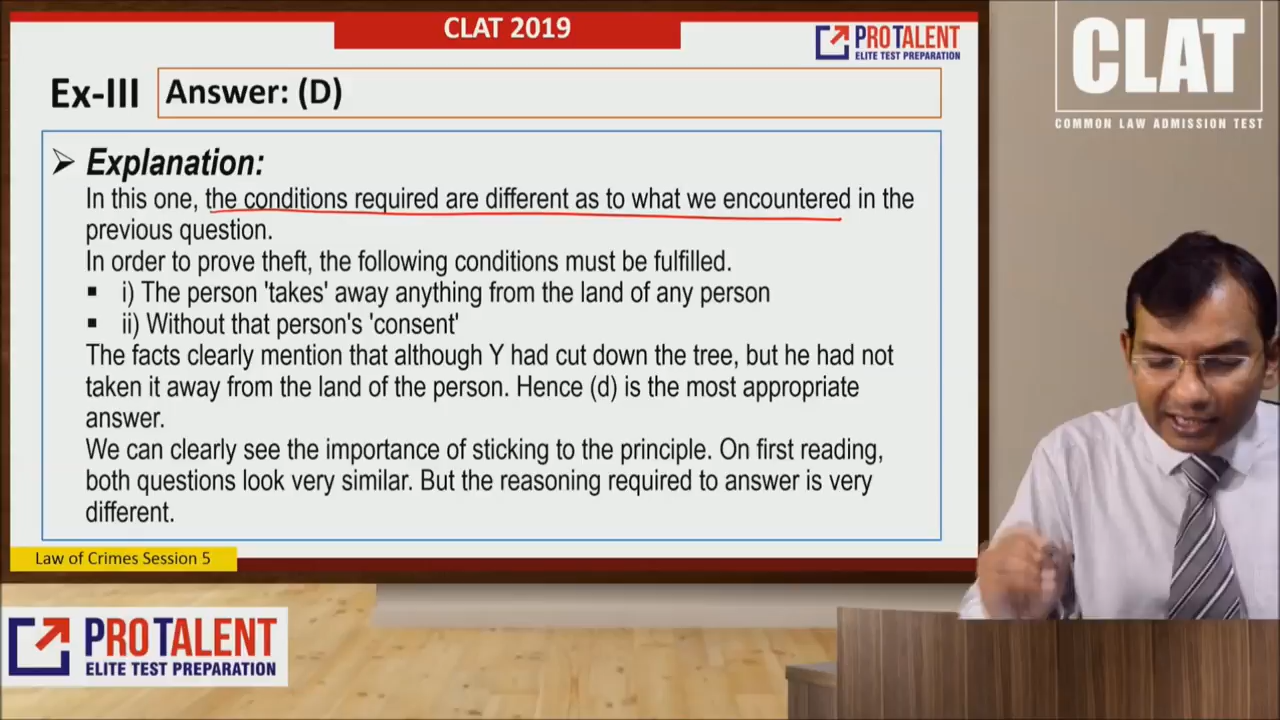 CLAT 2019
PROTALENT
ELITE TEST PREPARATION
CLAT
COMMON LAW ADMISSION TEST
Ex-III
Answer: (D)
Explanation:
In this one, the conditions required are different as to what we encountered in the
previous question.
In order to prove theft, the following conditions must be fulfilled.
i) The person 'takes' away anything from the land of any person
ii) Without that person's 'consent'
The facts clearly mention that although Y had cut down the tree, but he had not
taken it away from the land of the person. Hence (d) is the most appropriate
answer.
We can clearly see the importance of sticking to the principle. On first reading,
both questions look very similar. But the reasoning required to answer is very
different.
Law of Crimes Session 5
PROTALENT
ELITE TEST PREPARATION